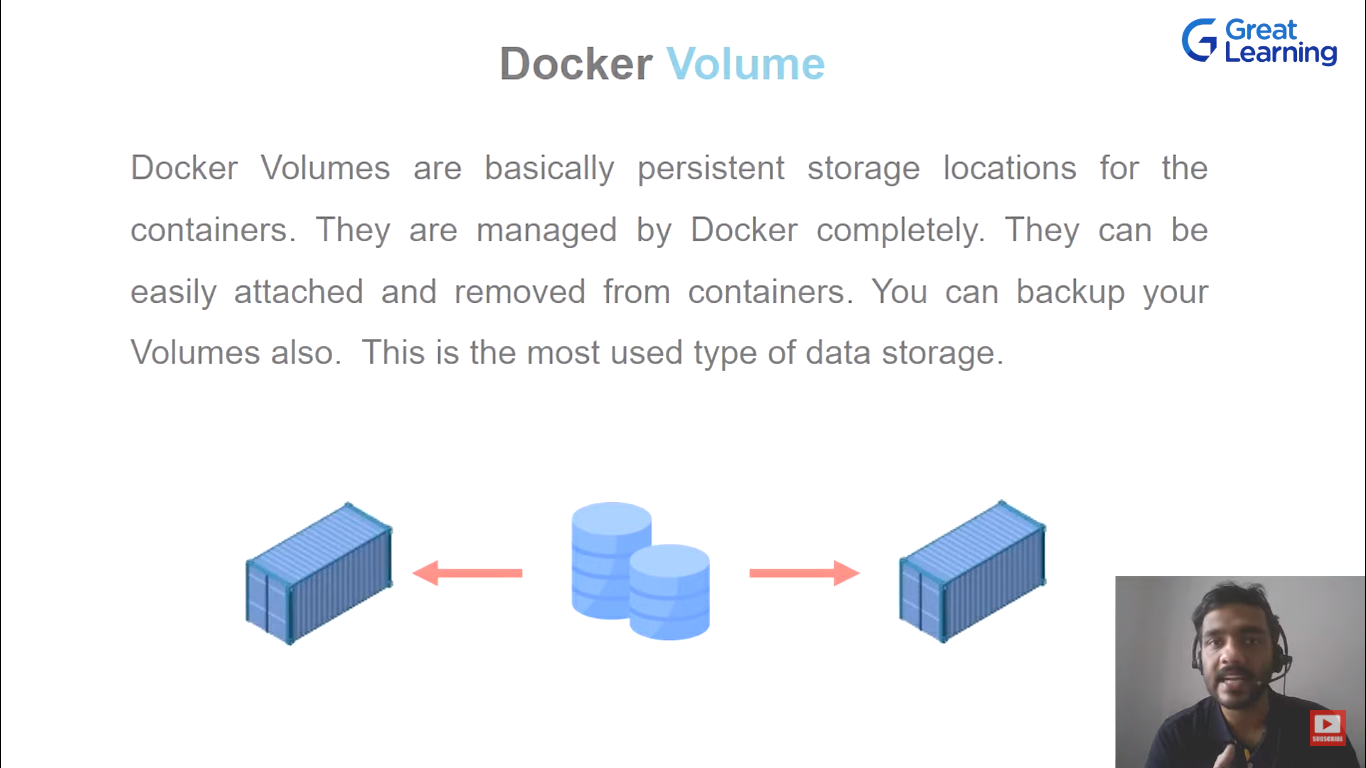 Great
Learning
Docker Volume
Docker Volumes are basically persistent storage locations for the
containers. They are managed by Docker completely. They can be
easily attached and removed from containers. You can backup your
Volumes also.  This is the most used type of data storage.
SUBSCRIBE